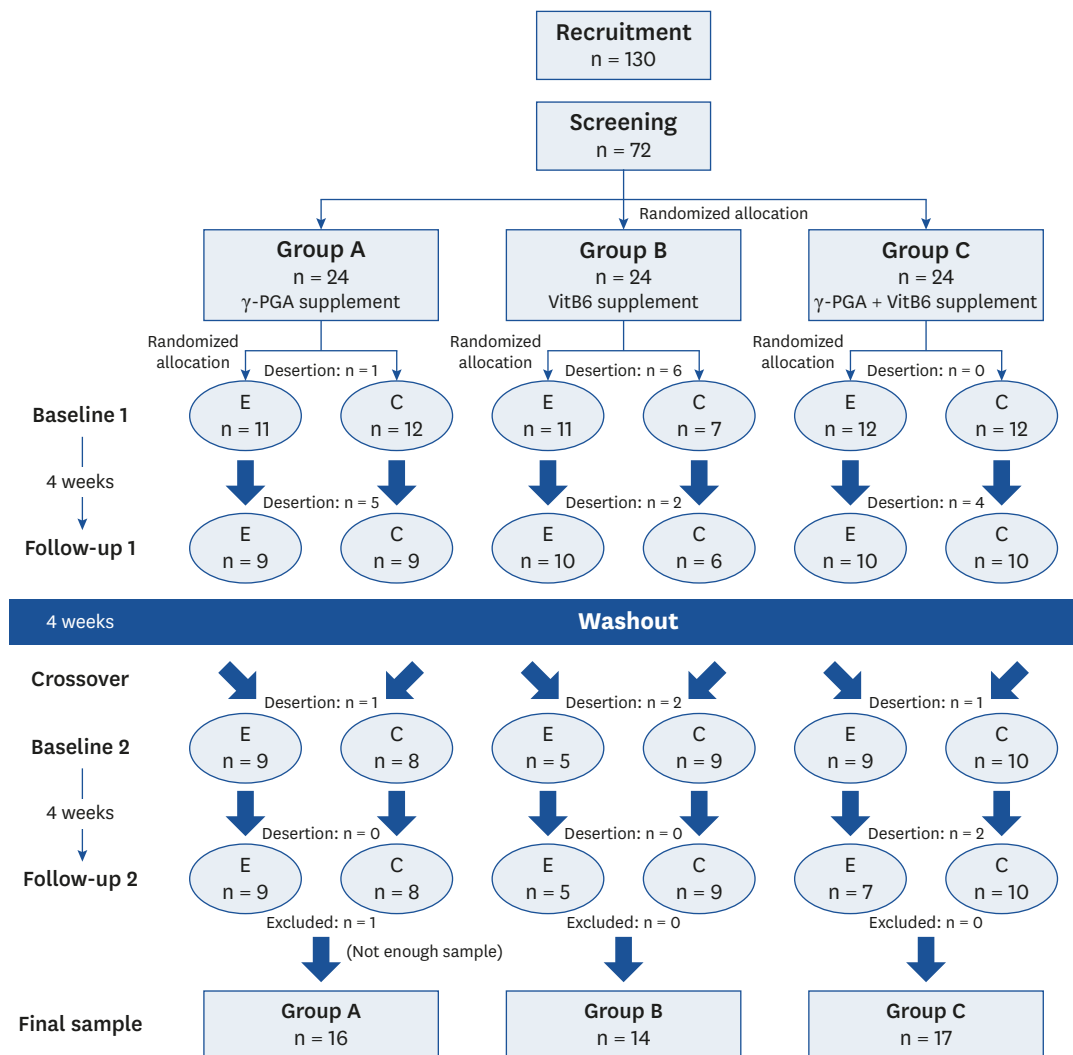 Recruitment
n = 130
Screening
n = 72
Randomized allocation
Group A
n = 24
γ-PGA supplement
Group B
n = 24
VitB6 supplement
Group C
n = 24
γ-PGA + VitB6 supplement
Randomized
allocation
Desertion: n = 1
Randomized
allocation
Desertion: n = 6
Randomized
allocation
Desertion: n = 0
Baseline 1
E
n = 11
C
n = 12
E
n = 11
C
n = 7
E
n = 12
C
n = 12
4 weeks
Desertion: n = 5
Desertion: n = 2
Desertion: n = 4
Follow-up 1
E
n = 9
C
n = 9
E
n = 10
C
n = 6
E
n = 10
C
n = 10
4 weeks
Washout
Crossover
Desertion: n = 1
Desertion: n = 2
Desertion: n = 1
Baseline 2
E
n = 9
C
n = 8
E
n = 5
C
n = 9
E
n = 9
C
n = 10
4 weeks
Desertion: n = 0
Desertion: n = 0
Desertion: n = 2
Follow-up 2
E
n = 9
C
n = 8
E
n = 5
C
n = 9
E
n = 7
C
n = 10
Excluded: n = 1
(Not enough sample)
Excluded: n = 0
Excluded: n = 0
Final sample
Group A
n = 16
Group B
n = 14
Group C
n = 17